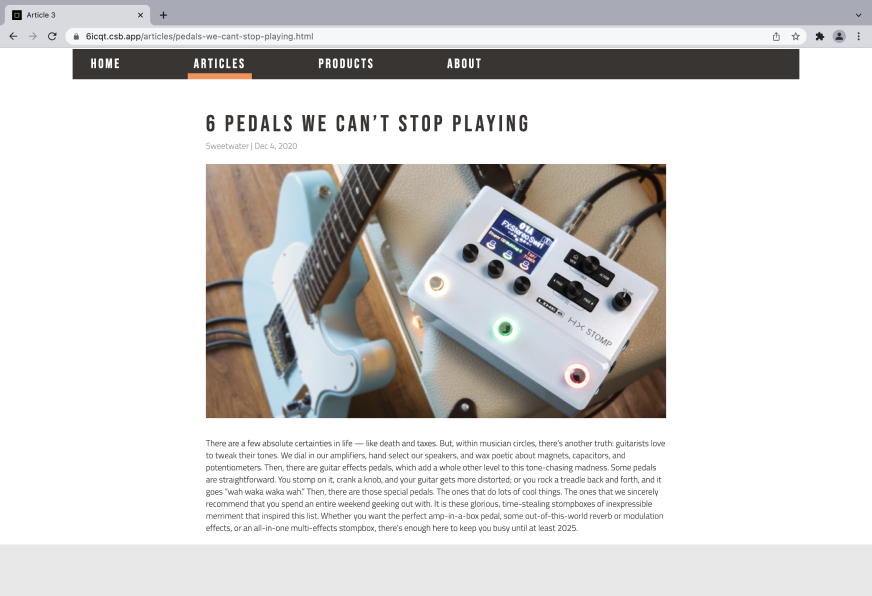 Article 3
6icqt.csb.app/articles/pedals-we-cant-stop-playing.html
HOME ARTICLES PRODUCTS ABOUT
6 PEDALS WE CAN’T STOP PLAYING
Sweetwater | Dec 4, 2020
01A
FX Stereo Swirl
LINE 6
HX STOMP
There are a few absolute certainties in life — like death and taxes. But, within musician circles, there’s another truth: guitarists love
to tweak their tones. We dial in our amplifiers, hand select our speakers, and wax poetic about magnets, capacitors, and
potentiometers. Then, there are guitar effects pedals, which add a whole other level to this tone-chasing madness. Some pedals
are straightforward. You stomp on it, crank a knob, and your guitar gets more distorted; or you rock a treadle back and forth, and it
goes “wah waka waka wah.” Then, there are those special pedals. The ones that do lots of cool things. The ones that we sincerely
recommend that you spend an entire weekend geeking out with. It is these glorious, time-stealing stompboxes of inexpressible
merriment that inspired this list. Whether you want the perfect amp-in-a-box pedal, some out-of-this-world reverb or modulation
effects, or an all-in-one multi-effects stompbox, there’s enough here to keep you busy until at least 2025.